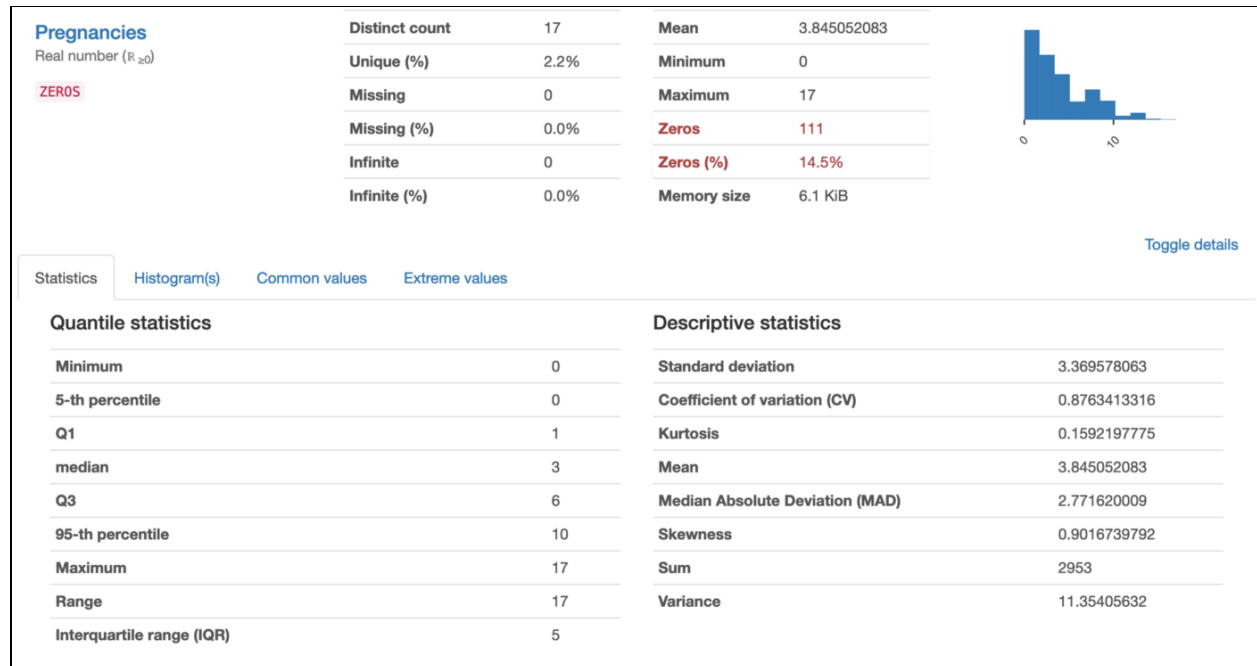 Pregnancies
Real number (ℝ ≥0)
ZEROS
Distinct count 17
Unique (%) 2.2%
Missing 0
Missing (%) 0.0%
Infinite 0
Infinite (%) 0.0%
Mean 3.845052083
Minimum 0
Maximum 17
Zeros 111
Zeros (%) 14.5%
Memory size 6.1 KiB
0 10
Toggle details
Statistics Histogram(s) Common values Extreme values
Quantile statistics
Minimum 0
5-th percentile 0
Q1 1
median 3
Q3 6
95-th percentile 10
Maximum 17
Range 17
Interquartile range (IQR) 5
Descriptive statistics
Standard deviation 3.369578063
Coefficient of variation (CV) 0.8763413316
Kurtosis 0.1592197775
Mean 3.845052083
Median Absolute Deviation (MAD) 2.771620009
Skewness 0.9016739792
Sum 2953
Variance 11.35405632